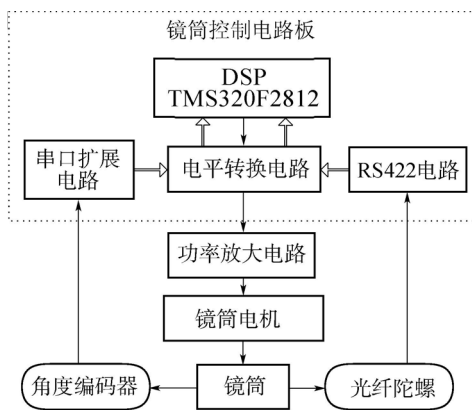 镜筒控制电路板
DSP
TMS320F2812
串口扩展
电路
电平转换电路
RS422电路
功率放大电路
镜筒电机
角度编码器
镜筒
光纤陀螺